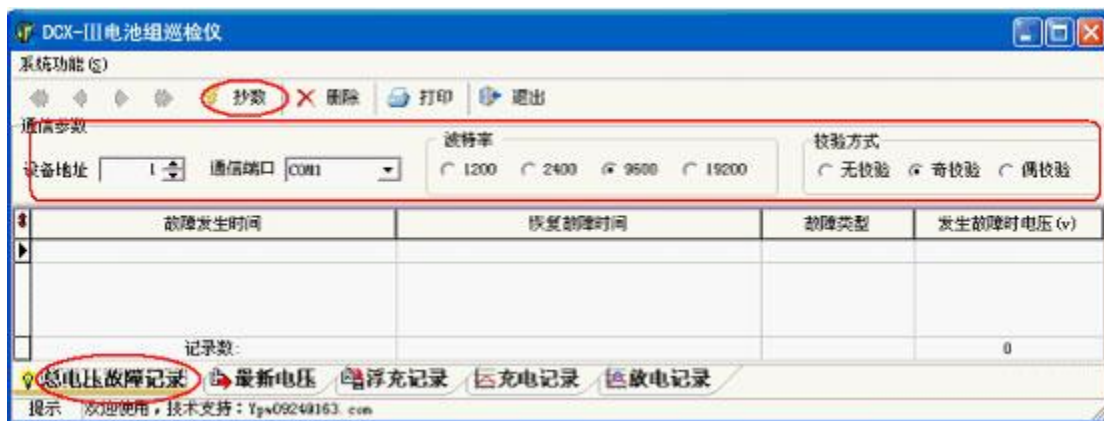 DCX-III电池组巡检仪
系统功能(S)
抄数 删除 打印 退出
通信参数
波特率 校验方式
设备地址 1 通信端口 COM1 1200 2400 9600 19200 无校验 奇校验 偶校验
故障发生时间 恢复故障时间 故障类型 发生故障时电压(v)
记录数: 0
总电压故障记录 最新电压 浮充记录 充电记录 放电记录
提示 欢迎使用，技术支持：